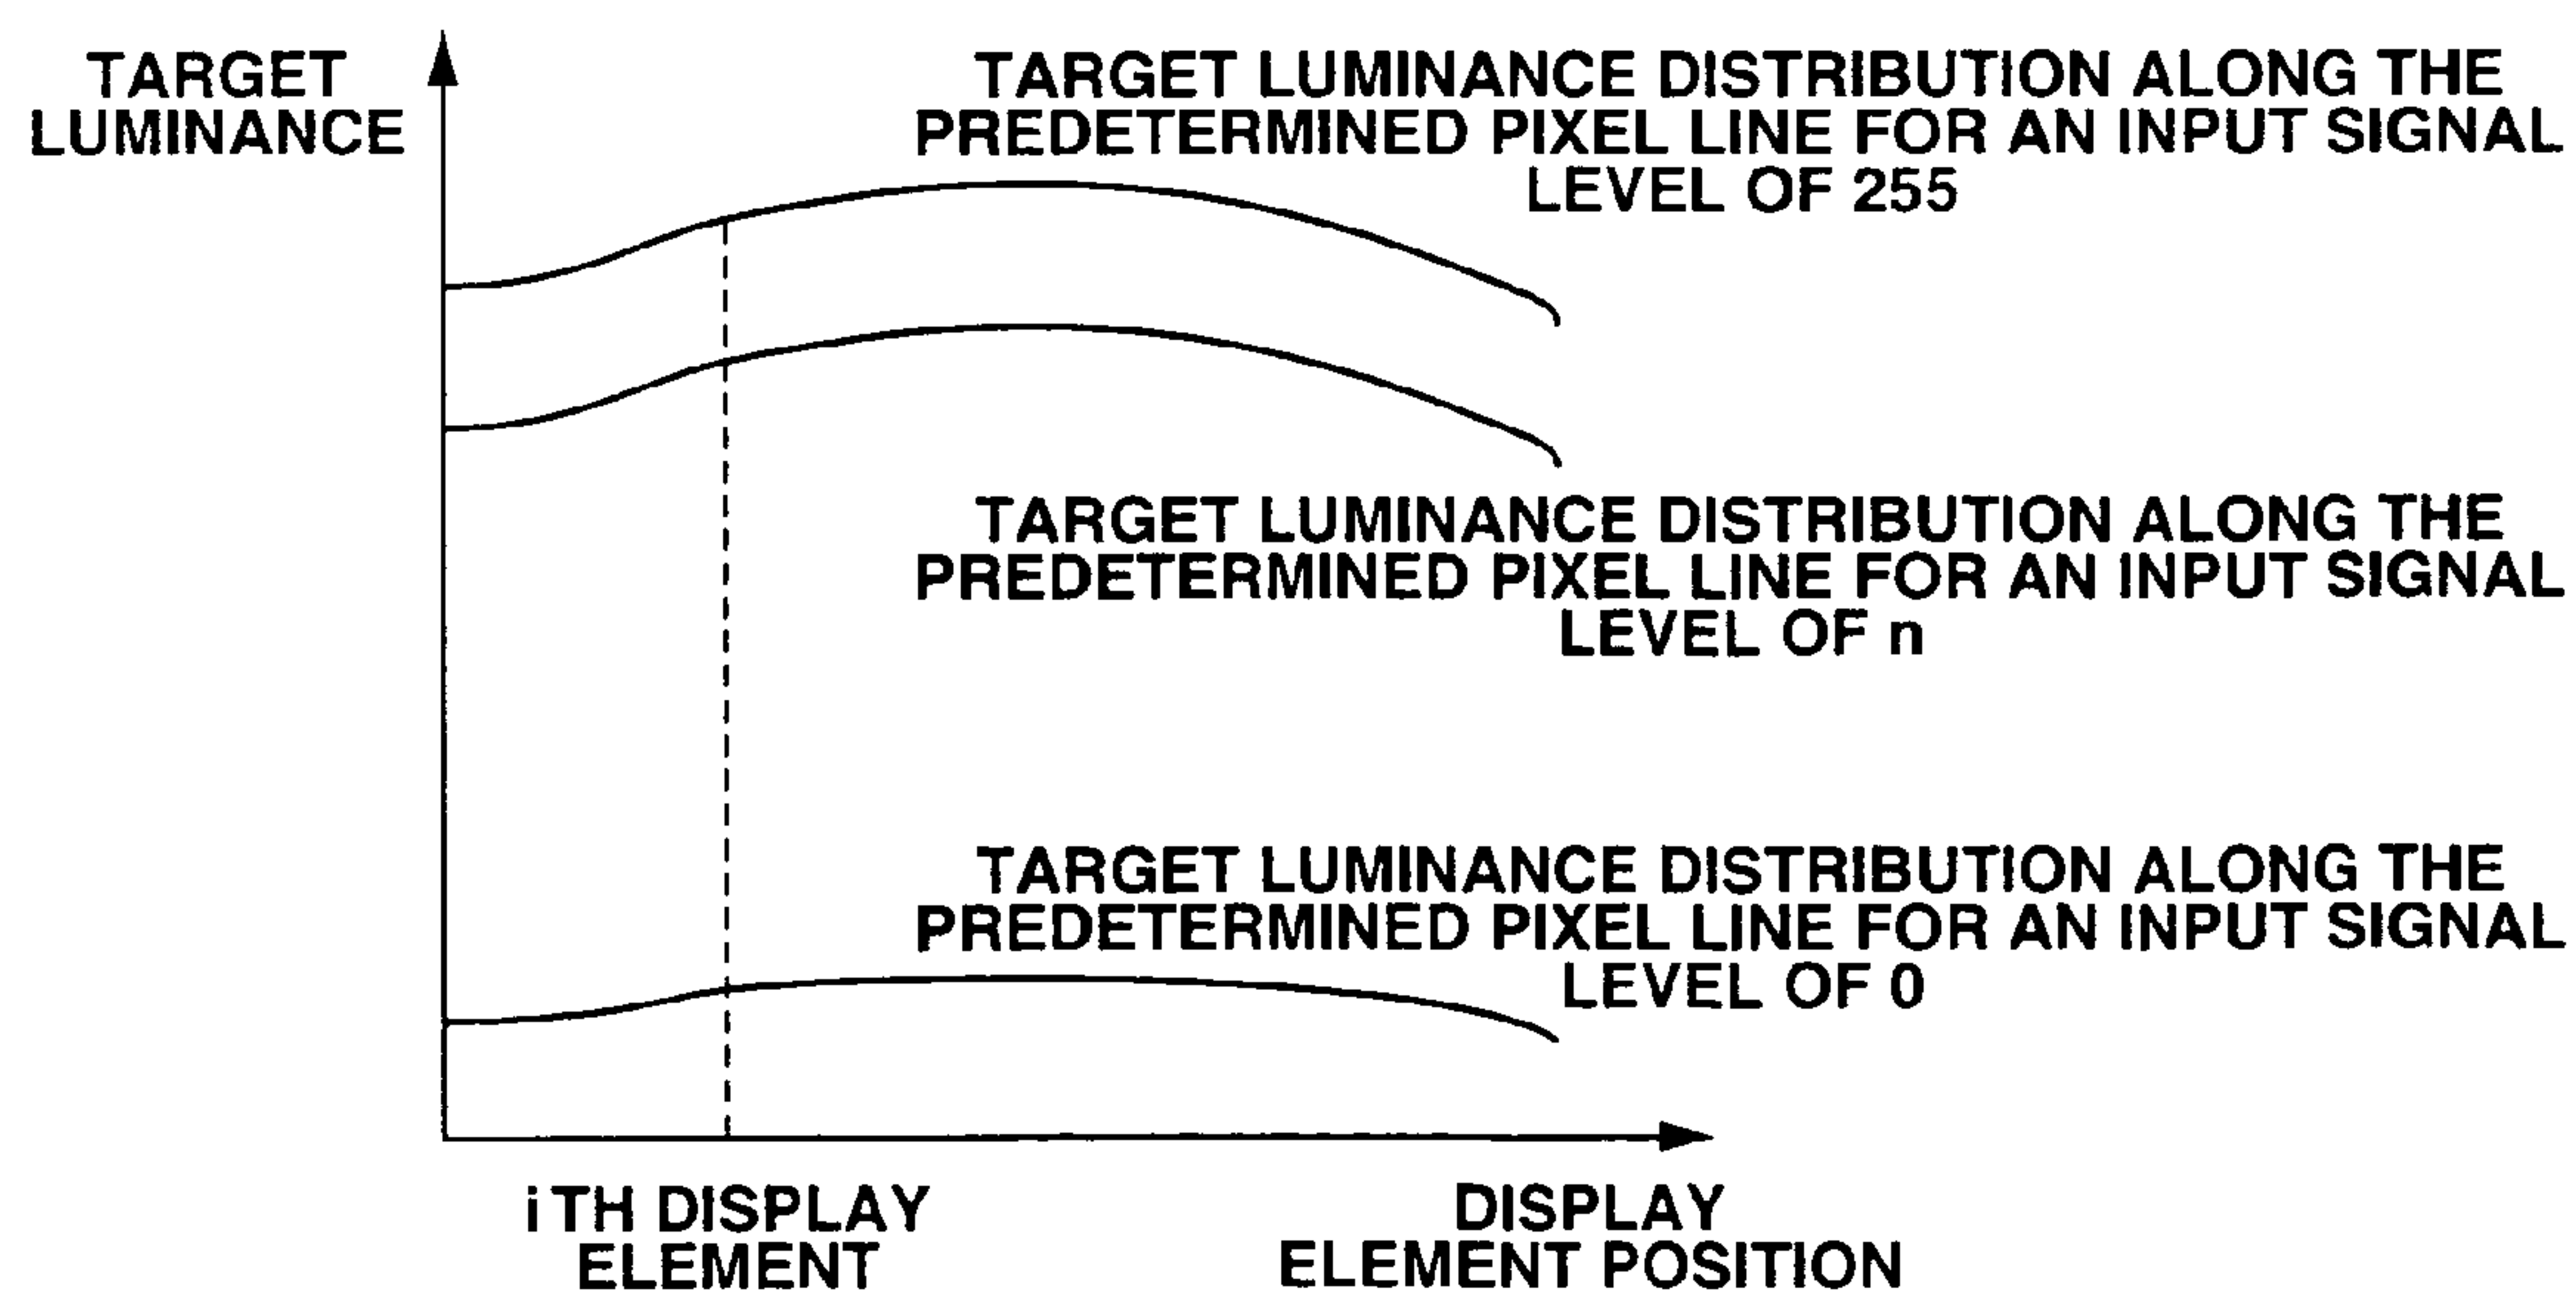 TARGET
LUMINANCE
TARGET LUMINANCE DISTRIBUTION ALONG THE
PREDETERMINED PIXEL LINE FOR AN INPUT SIGNAL
LEVEL OF 255
TARGET LUMINANCE DISTRIBUTION ALONG THE
PREDETERMINED PIXEL LINE FOR AN INPUT SIGNAL
LEVEL OF n
TARGET LUMINANCE DISTRIBUTION ALONG THE
PREDETERMINED PIXEL LINE FOR AN INPUT SIGNAL
LEVEL OF 0
i TH DISPLAY
ELEMENT
DISPLAY
ELEMENT POSITION